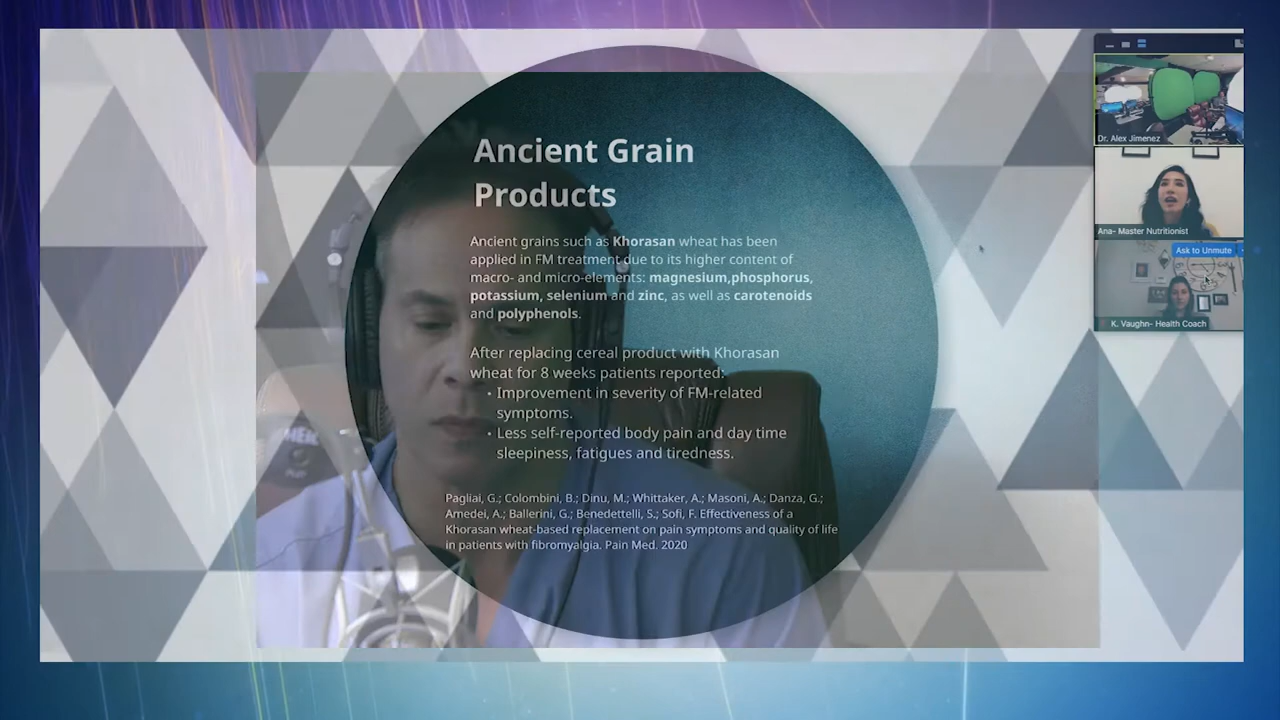 Ancient Grain
Products
Ancient grains such as Khorasan wheat has been
applied in FM treatment due to its higher content of
macro- and micro-elements: magnesium,phosphorus,
potassium, selenium and zinc, as well as carotenoids
and polyphenols.
After replacing cereal product with Khorasan
wheat for 8 weeks patients reported:
• Improvement in severity of FM-related
symptoms.
• Less self-reported body pain and day time
sleepiness, fatigues and tiredness.
Pagliai, G.; Colombini, B.; Dinu, M.; Whittaker, A.; Masoni, A.; Danza, G.;
Amedei, A.; Ballerini, G.; Benedettelli, S.; Sofi, F. Effectiveness of a
Khorasan wheat-based replacement on pain symptoms and quality of life
in patients with fibromyalgia. Pain Med. 2020
Dr. Alex Jimenez
Ana- Master Nutritionist
Ask to Unmute
K. Vaughn- Health Coach